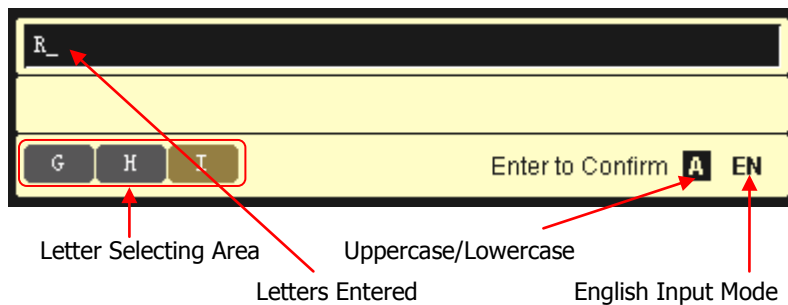 R_
G H I Enter to Confirm A EN
Letter Selecting Area Uppercase/Lowercase
Letters Entered English Input Mode